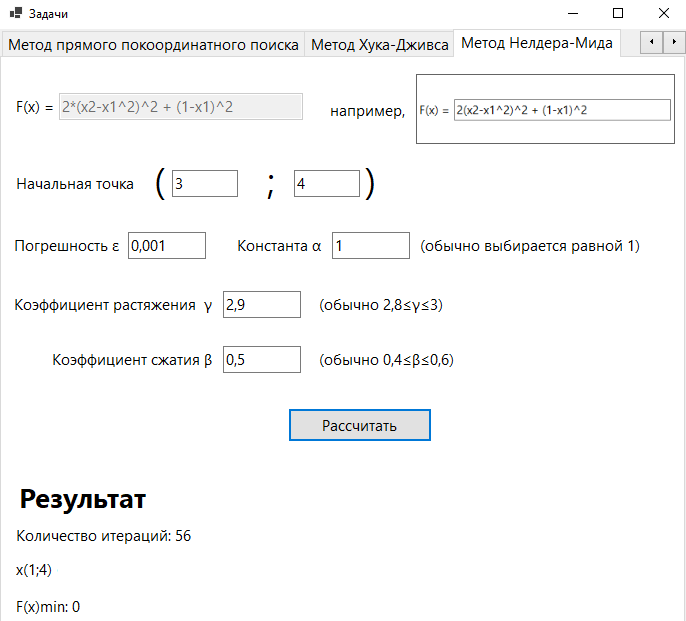 Задачи
Метод прямого покоординатного поиска Метод Хука-Дживса Метод Нелдера-Мида
F(x) = 2*(x2-x1^2)^2 + (1-x1)^2 например, F(x) = 2(x2-x1^2)^2 + (1-x1)^2
Начальная точка ( 3 ; 4 )
Погрешность ε 0,001 Константа α 1 (обычно выбирается равной 1)
Коэффициент растяжения γ 2,9 (обычно 2,8≤γ≤3)
Коэффициент сжатия β 0,5 (обычно 0,4≤β≤0,6)
Рассчитать
Результат
Количество итераций: 56
x(1;4)
F(x)min: 0